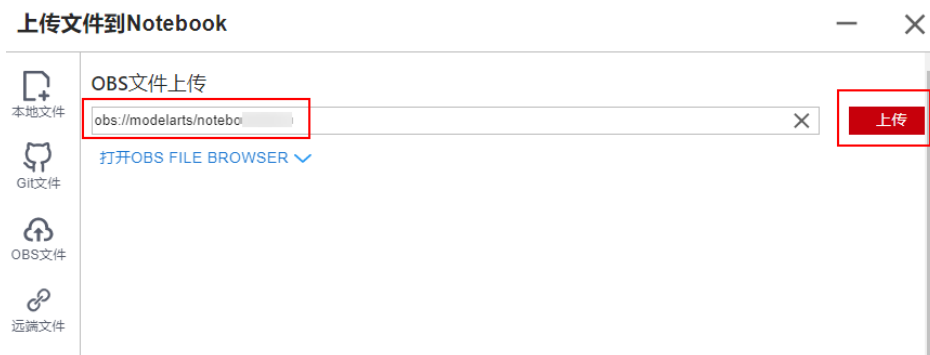 上传文件到Notebook
本地文件
Git文件
OBS文件
远端文件
OBS文件上传
obs://modelarts/notebo
上传
打开OBS FILE BROWSER